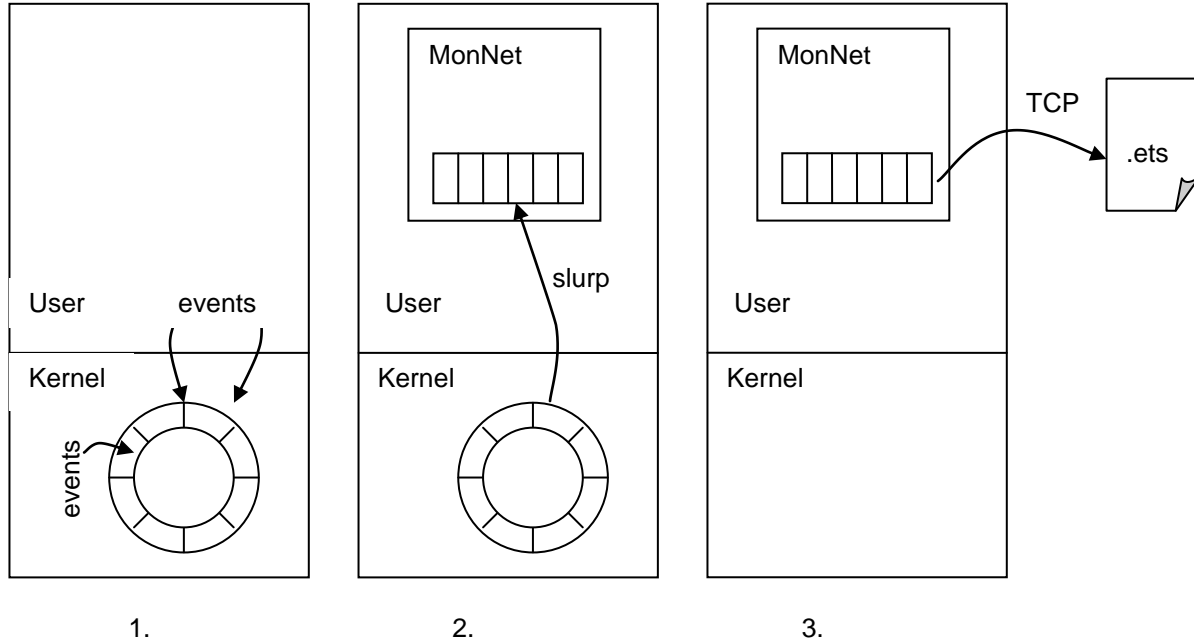 User
events
Kernel
events
1.
MonNet
slurp
User
Kernel
2.
MonNet
TCP
.ets
User
Kernel
3.